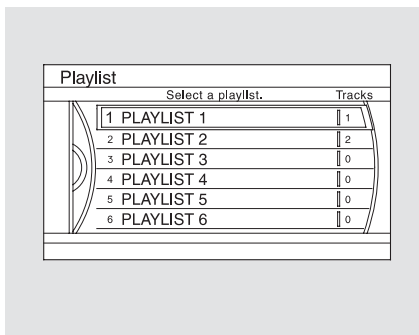 Playlist
Select a playlist. Tracks
1 PLAYLIST 1 1
2 PLAYLIST 2 2
3 PLAYLIST 3 0
4 PLAYLIST 4 0
5 PLAYLIST 5 0
6 PLAYLIST 6 0